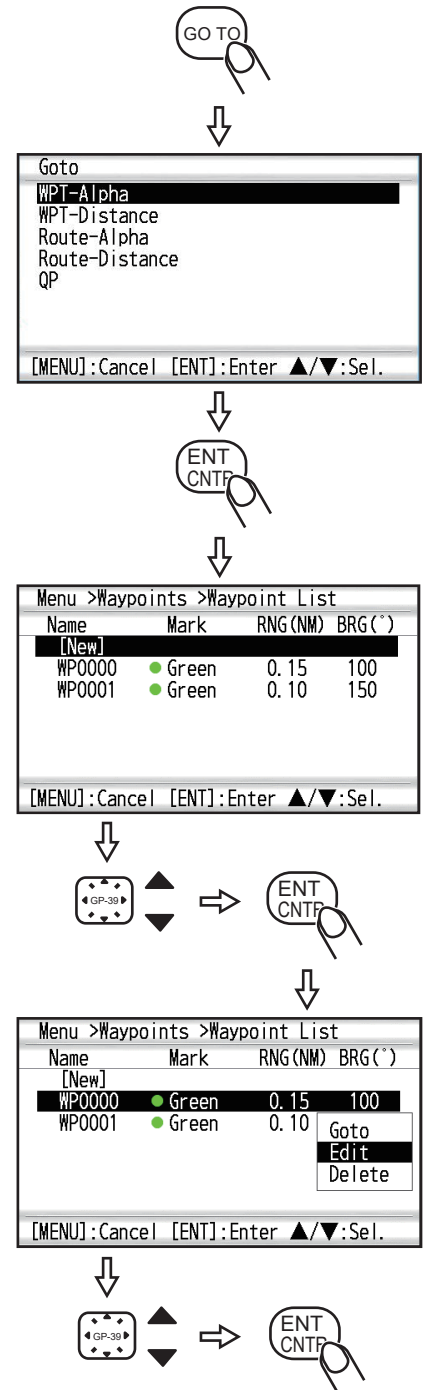 GO TO
Goto
WPT-Alpha
WPT-Distance
Route-Alpha
Route-Distance
QP
[MENU]:Cancel [ENT]:Enter ▲/▼:Sel.
ENT
CNTR
Menu >Waypoints >Waypoint List
Name Mark RNG(NM) BRG(°)
[New]
WP0000 Green 0.15 100
WP0001 Green 0.10 150
[MENU]:Cancel [ENT]:Enter ▲/▼:Sel.
GP-39
ENT
CNTR
Menu >Waypoints >Waypoint List
Name Mark RNG(NM) BRG(°)
[New]
WP0000 Green 0.15 100
WP0001 Green 0.10
Goto
Edit
Delete
[MENU]:Cancel [ENT]:Enter ▲/▼:Sel.
GP-39
ENT
CNTR